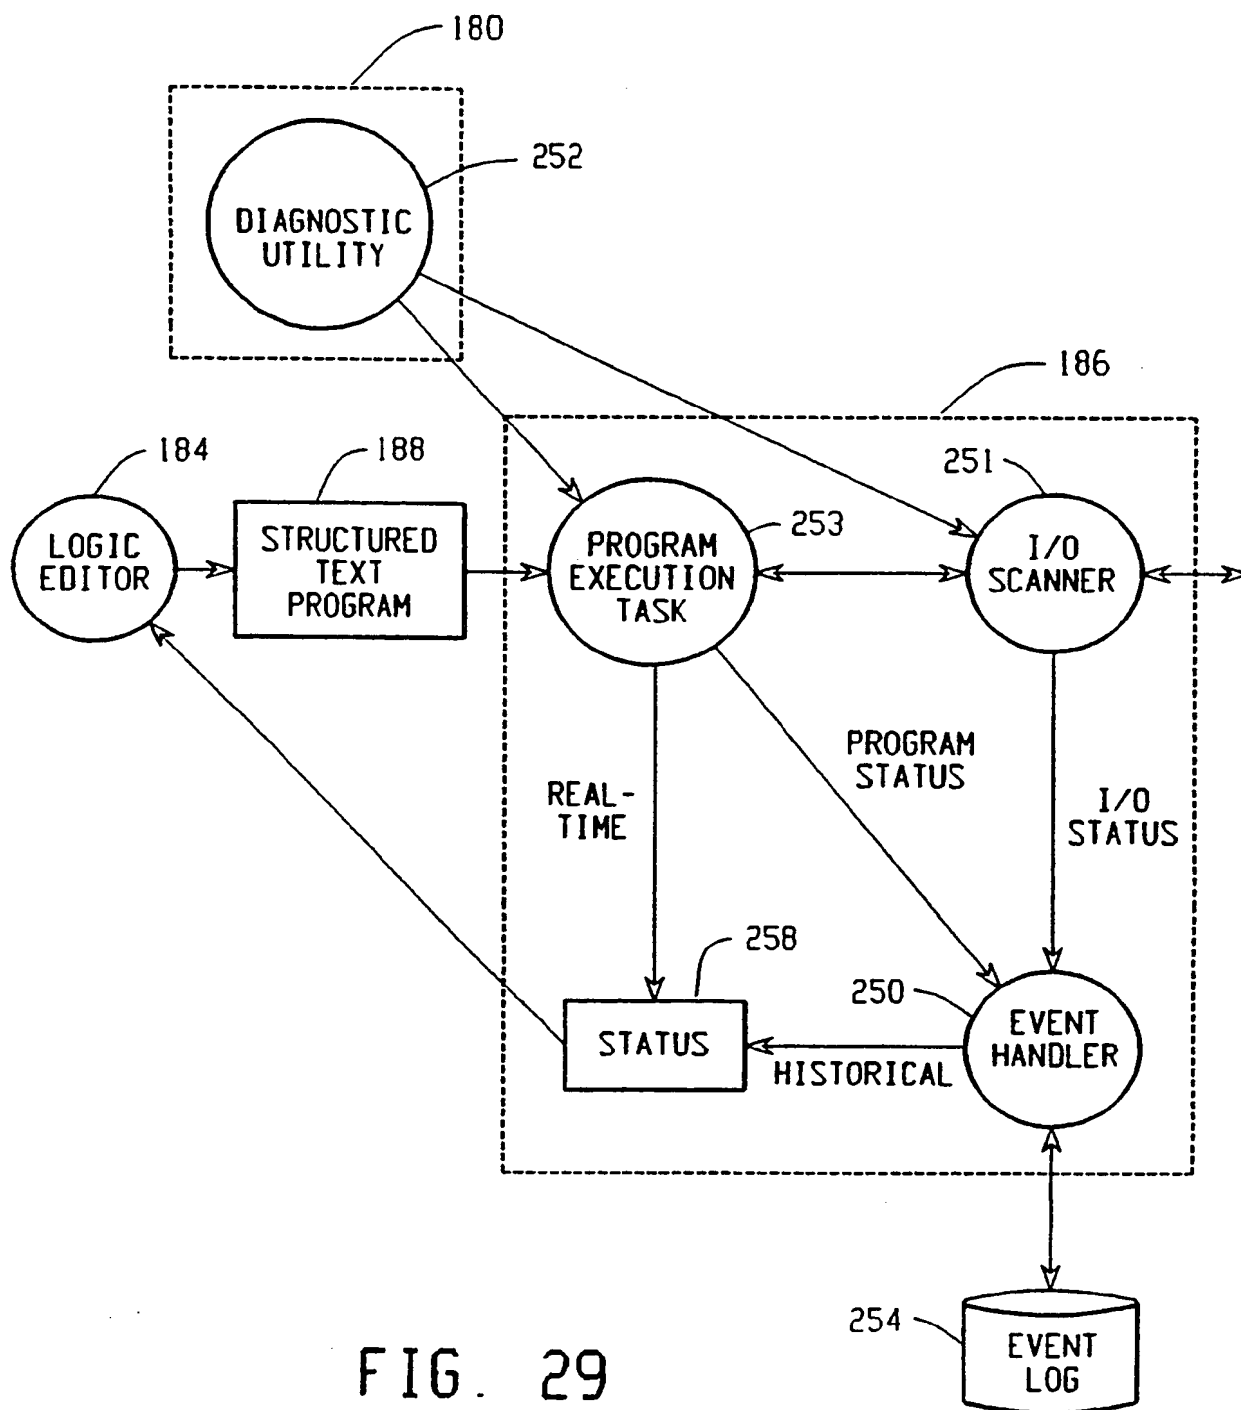 180
252
DIAGNOSTIC
UTILITY
186
184
188
251
LOGIC
EDITOR
STRUCTURED
TEXT
PROGRAM
PROGRAM
EXECUTION
TASK
253
I/O
SCANNER
REAL-
TIME
PROGRAM
STATUS
I/O
STATUS
258
250
STATUS
HISTORICAL
EVENT
HANDLER
254
EVENT
LOG
FIG. 29